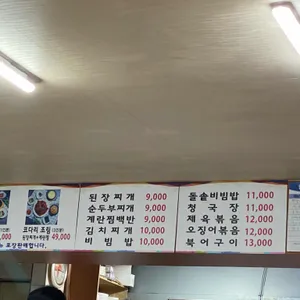 코다리 조림
49,000
된장찌개 9,000
순두부찌개 9,000
계란찜백반 9,000
김치찌개 10,000
비빔밥 10,000
돌솥비빔밥 11,000
청국장 11,000
제육볶음 12,000
오징어볶음 12,000
북어구이 13,000